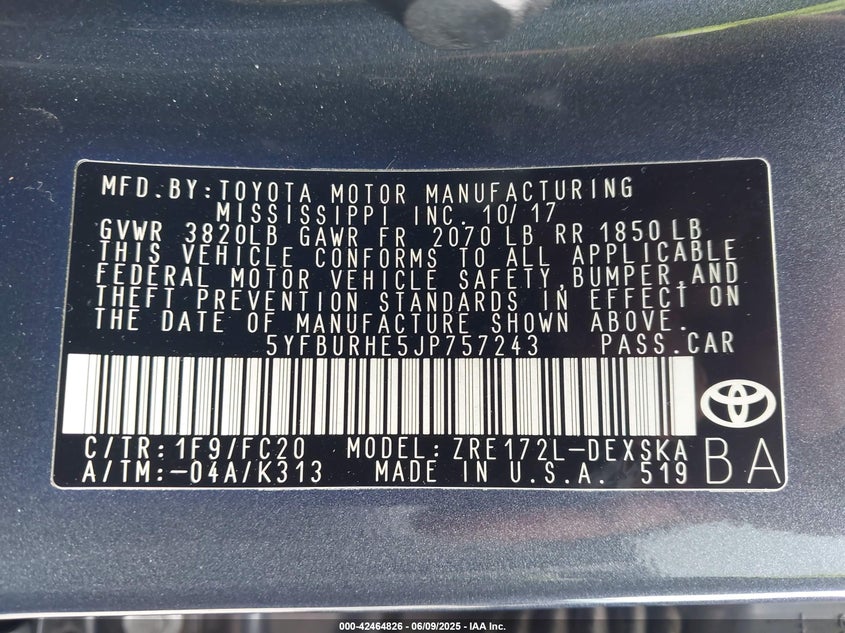 MFD.BY:TOYOTA MOTOR MANUFACTURING
MISSISSIPPI INC. 10/17
GVWR 3820LB GAWR FR 2070 LB RR 1850 LB
THIS VEHICLE CONFORMS TO ALL APPLICABLE
FEDERAL MOTOR VEHICLE SAFETY,BUMPER,AND
THEFT PREVENTION STANDARDS IN EFFECT ON
THE DATE OF MANUFACTURE SHOWN ABOVE.
5YFBURHE5JP757243 PASS.CAR
C/TR:1F9/FC20 MODEL:ZRE172L-DEXSKA
A/TM:-04A/K313 MADE IN U.S.A. 519
BA
000-42464826 - 06/09/2025 - IAA Inc.